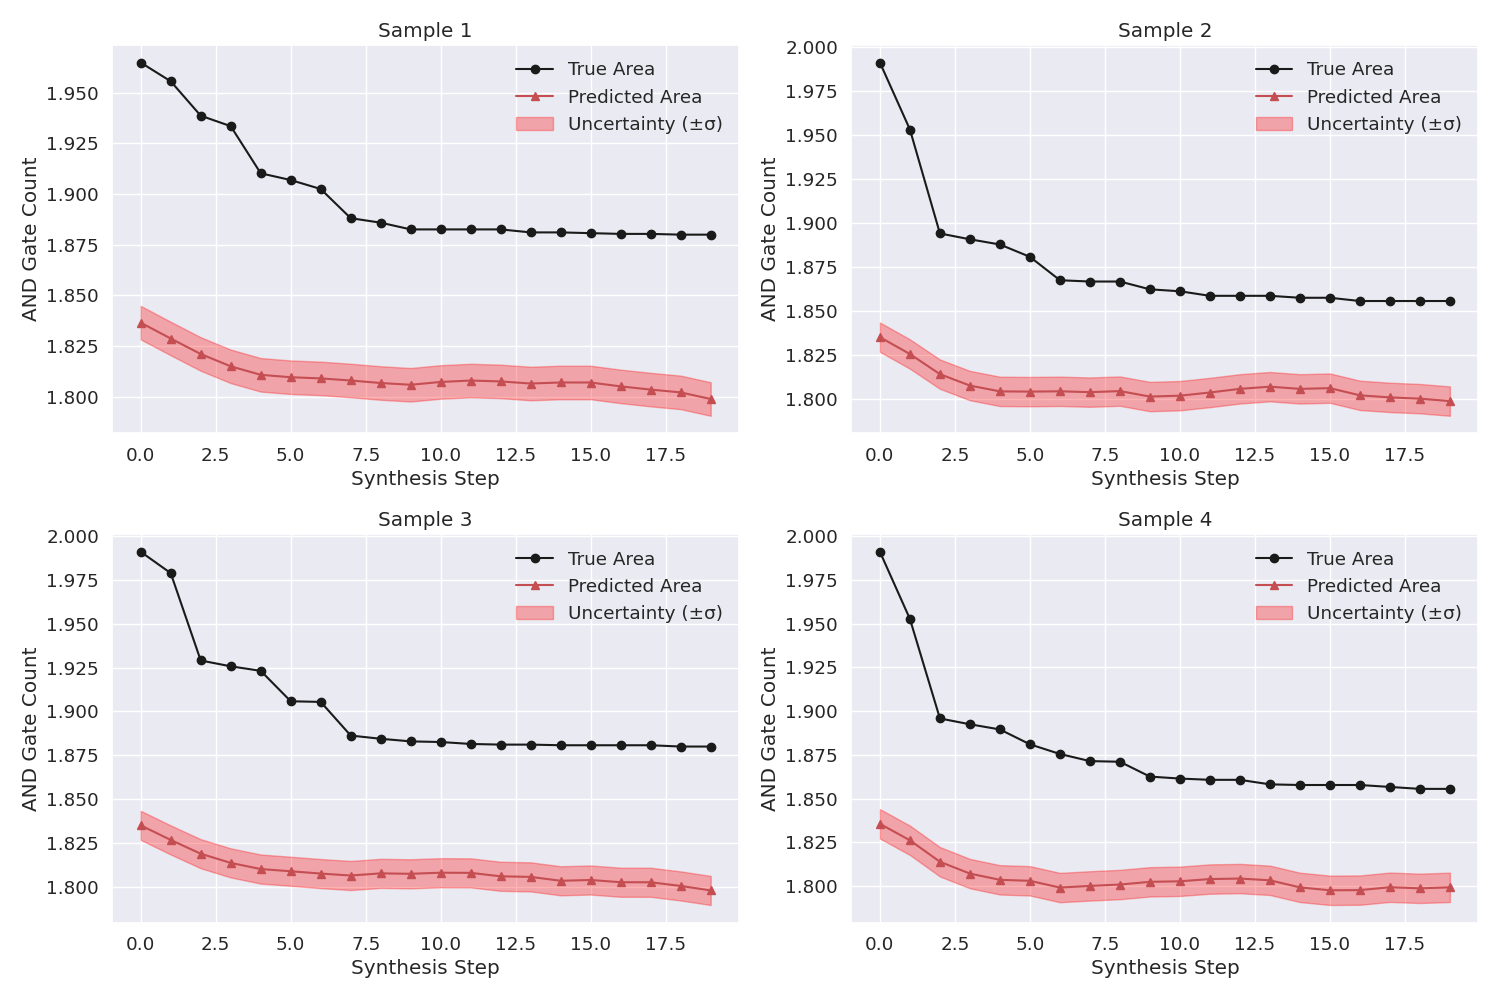 Sample 1
True Area
Predicted Area
Uncertainty (±σ)
1.950
1.925
1.900
1.875
1.850
1.825
1.800
AND Gate Count
0.0 2.5 5.0 7.5 10.0 12.5 15.0 17.5
Synthesis Step
Sample 2
True Area
Predicted Area
Uncertainty (±σ)
2.000
1.975
1.950
1.925
1.900
1.875
1.850
1.825
1.800
AND Gate Count
0.0 2.5 5.0 7.5 10.0 12.5 15.0 17.5
Synthesis Step
Sample 3
True Area
Predicted Area
Uncertainty (±σ)
2.000
1.975
1.950
1.925
1.900
1.875
1.850
1.825
1.800
AND Gate Count
0.0 2.5 5.0 7.5 10.0 12.5 15.0 17.5
Synthesis Step
Sample 4
True Area
Predicted Area
Uncertainty (±σ)
2.000
1.975
1.950
1.925
1.900
1.875
1.850
1.825
1.800
AND Gate Count
0.0 2.5 5.0 7.5 10.0 12.5 15.0 17.5
Synthesis Step